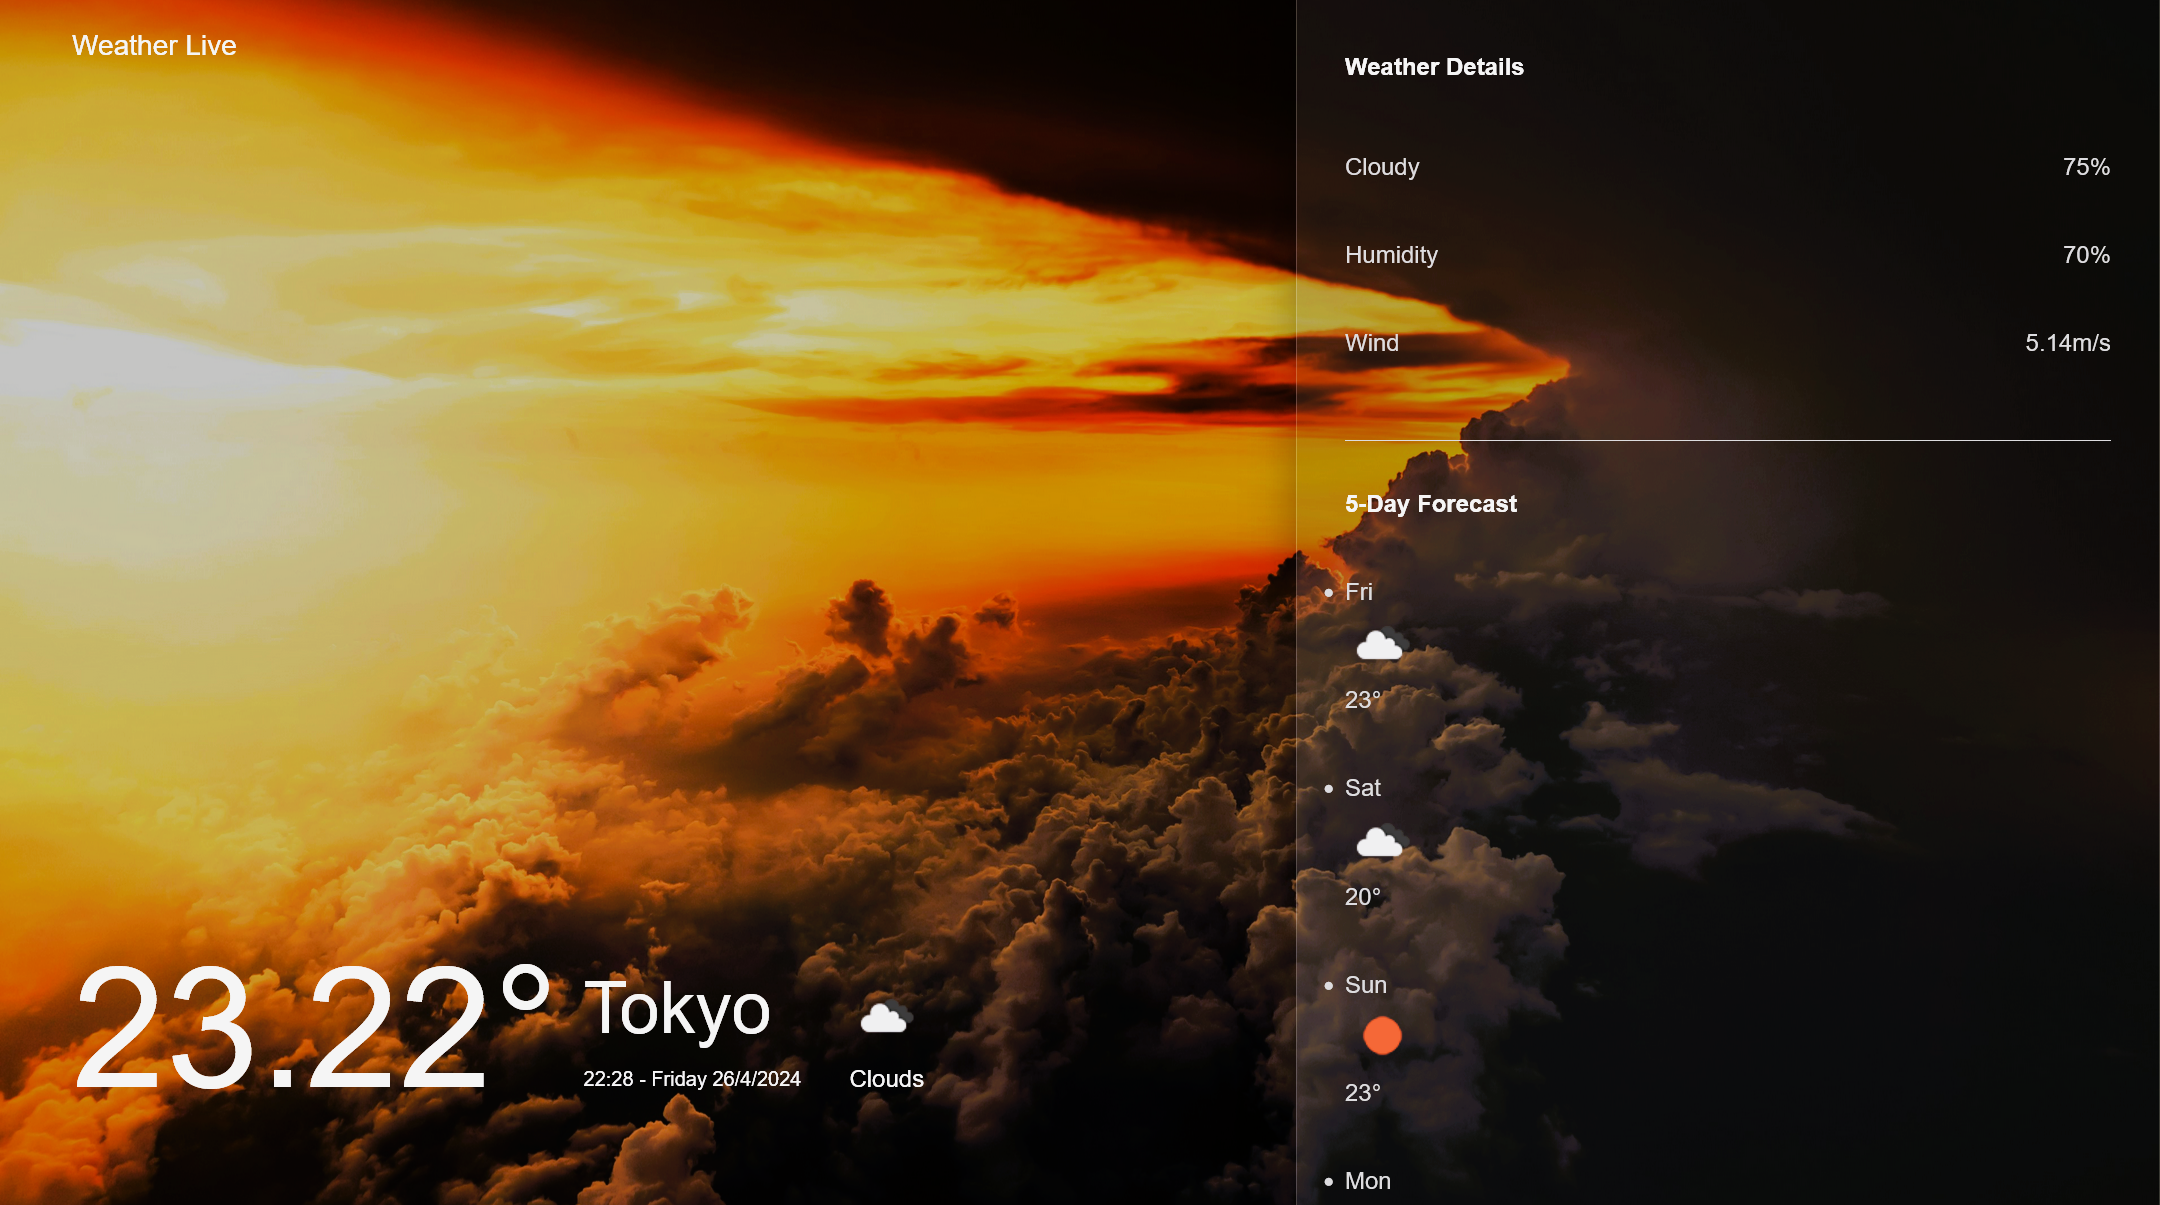 Weather Live
23.22°
Tokyo
22:28 - Friday 26/4/2024
Clouds
Weather Details
Cloudy 75%
Humidity 70%
Wind 5.14m/s
5-Day Forecast
• Fri
23°
• Sat
20°
• Sun
23°
• Mon